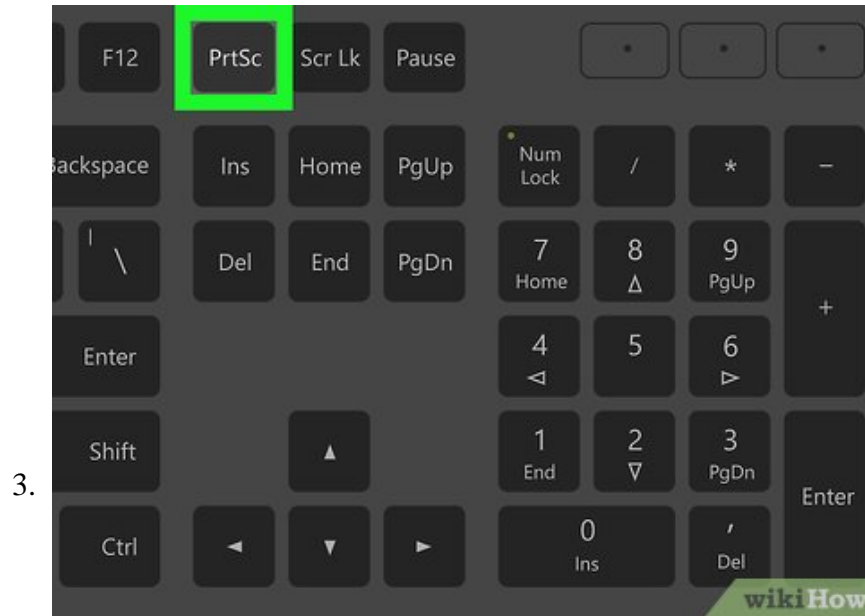 F12 PrtSc Scr Lk Pause
Backspace Ins Home PgUp Num Lock / * -
| \ Del End PgDn 7 Home 8 9 PgUp +
Enter 4 5 6
Shift 1 End 2 3 PgDn Enter
3.
Ctrl 0 Ins ' Del
wikiHow